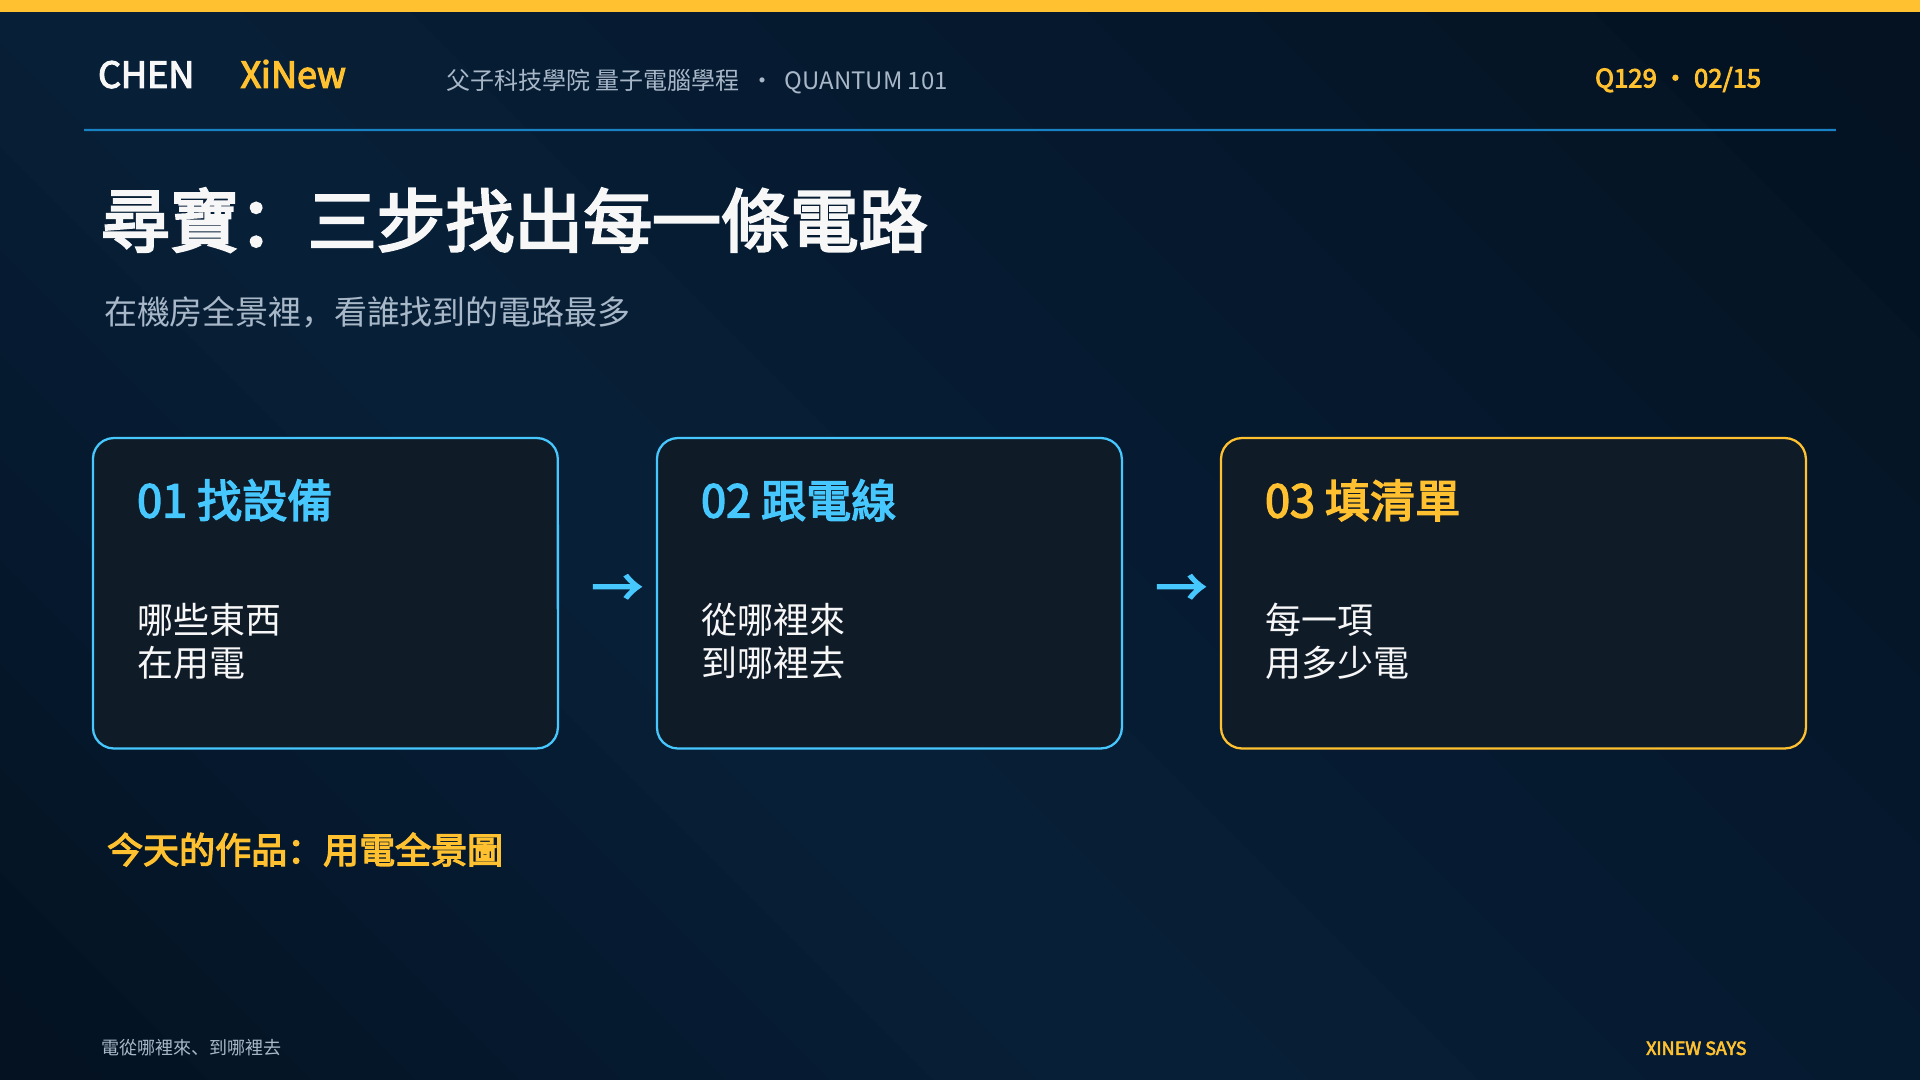 CHEN XiNew 父子科技學院 量子電腦學程 · QUANTUM 101 Q129 · 02/15
尋寶：三步找出每一條電路
在機房全景裡，看誰找到的電路最多
01 找設備
哪些東西
在用電
→
02 跟電線
從哪裡來
到哪裡去
→
03 填清單
每一項
用多少電
今天的作品：用電全景圖
電從哪裡來、到哪裡去
XINEW SAYS